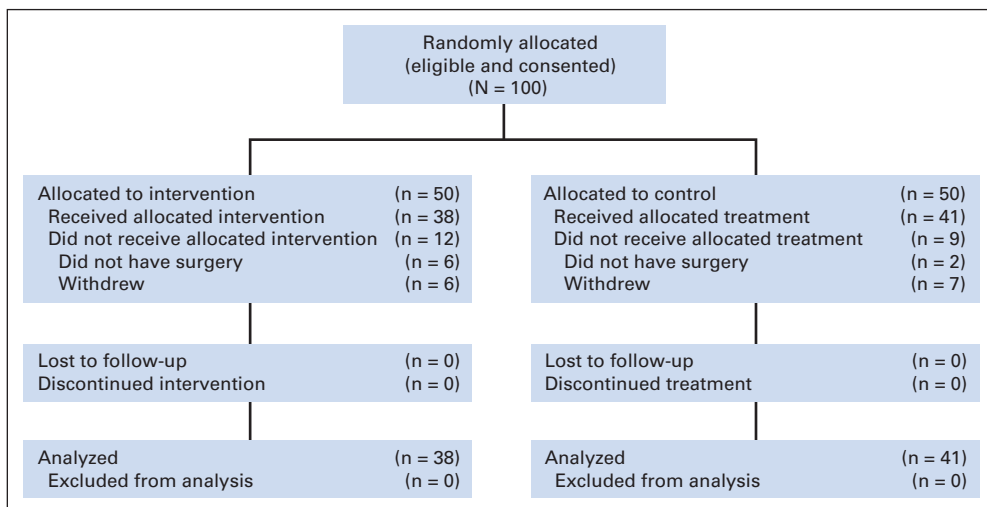 Randomly allocated
(eligible and consented)
(N = 100)
Allocated to intervention (n = 50)
Received allocated intervention (n = 38)
Did not receive allocated intervention (n = 12)
Did not have surgery (n = 6)
Withdrew (n = 6)
Allocated to control (n = 50)
Received allocated treatment (n = 41)
Did not receive allocated treatment (n = 9)
Did not have surgery (n = 2)
Withdrew (n = 7)
Lost to follow-up (n = 0)
Discontinued intervention (n = 0)
Lost to follow-up (n = 0)
Discontinued treatment (n = 0)
Analyzed (n = 38)
Excluded from analysis (n = 0)
Analyzed (n = 41)
Excluded from analysis (n = 0)